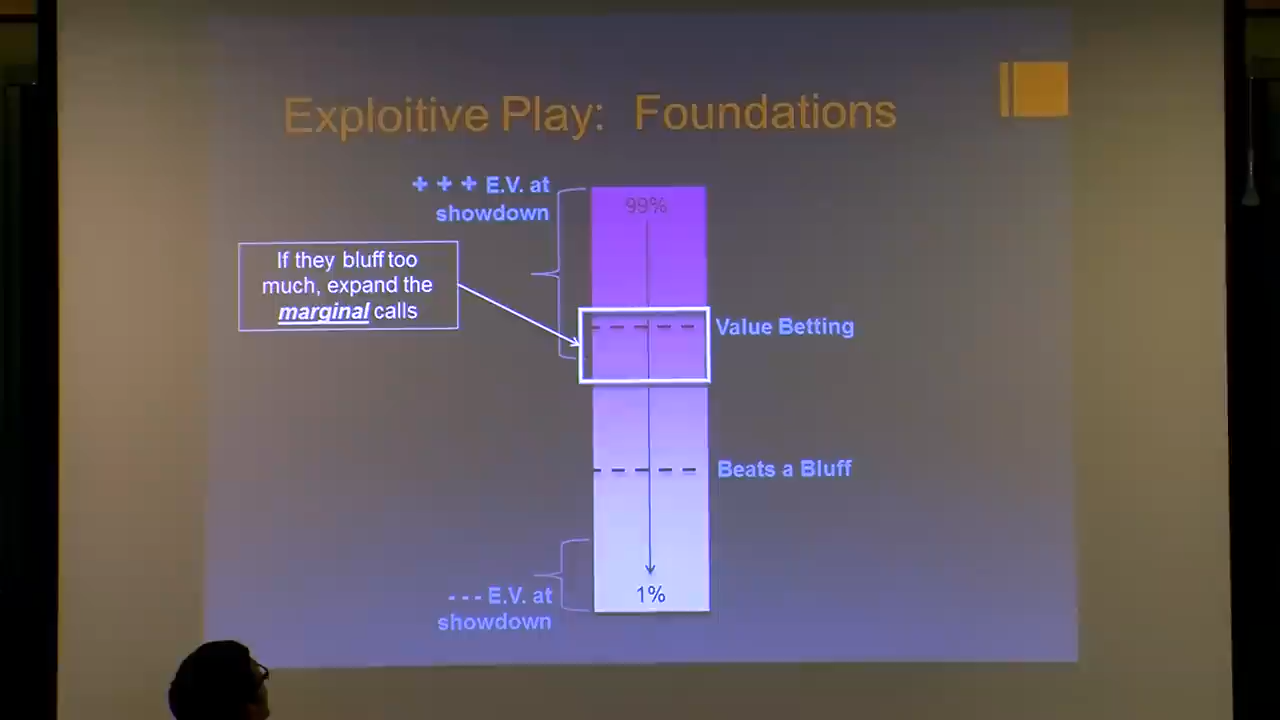 Exploitive Play: Foundations
+ + + E.V. at
showdown
99%
If they bluff too
much, expand the
marginal calls
Value Betting
Beats a Bluff
- - - E.V. at
showdown
1%